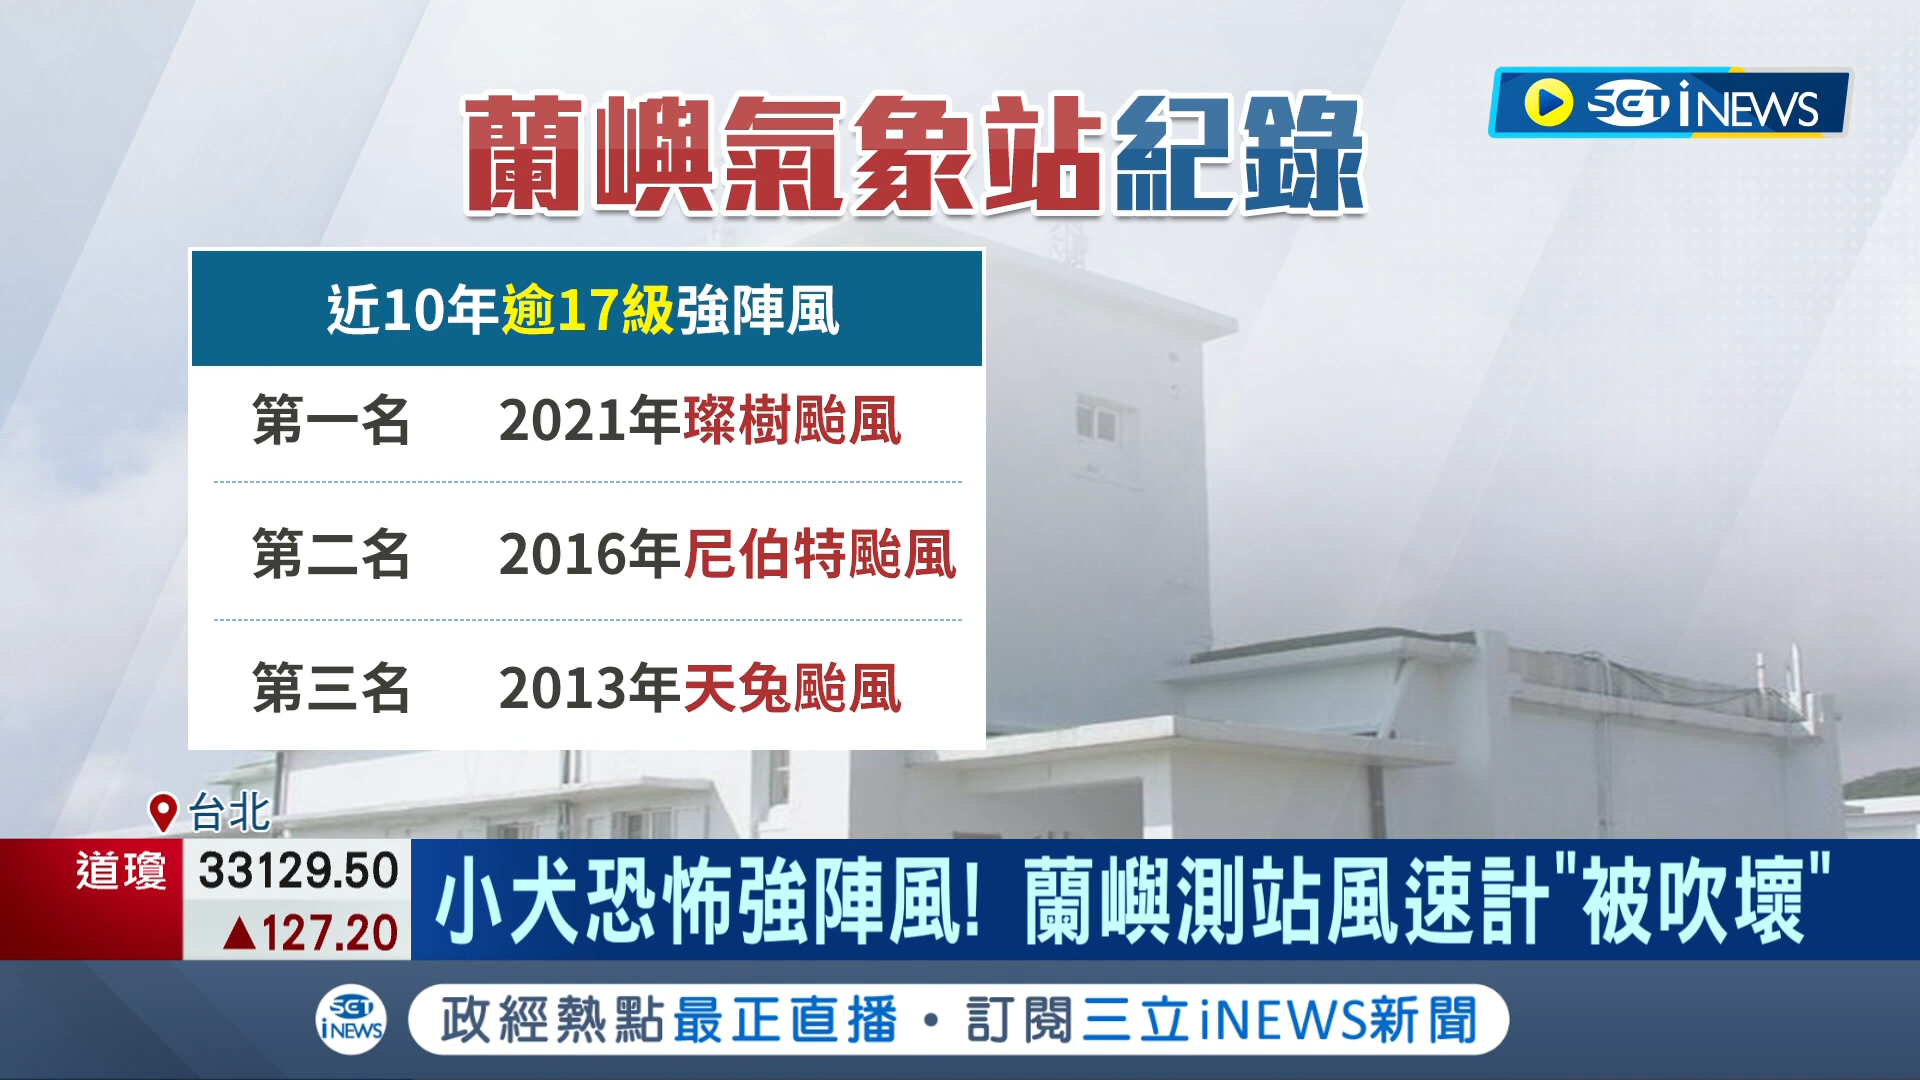 蘭嶼氣象站紀錄
SET iNEWS
近10年逾17級強陣風
第一名 2021年璨樹颱風
第二名 2016年尼伯特颱風
第三名 2013年天兔颱風
台北
道瓊 33129.50
▲127.20
小犬恐怖強陣風! 蘭嶼測站風速計"被吹壞"
SET iNEWS
政經熱點最正直播・訂閱三立iNEWS新聞